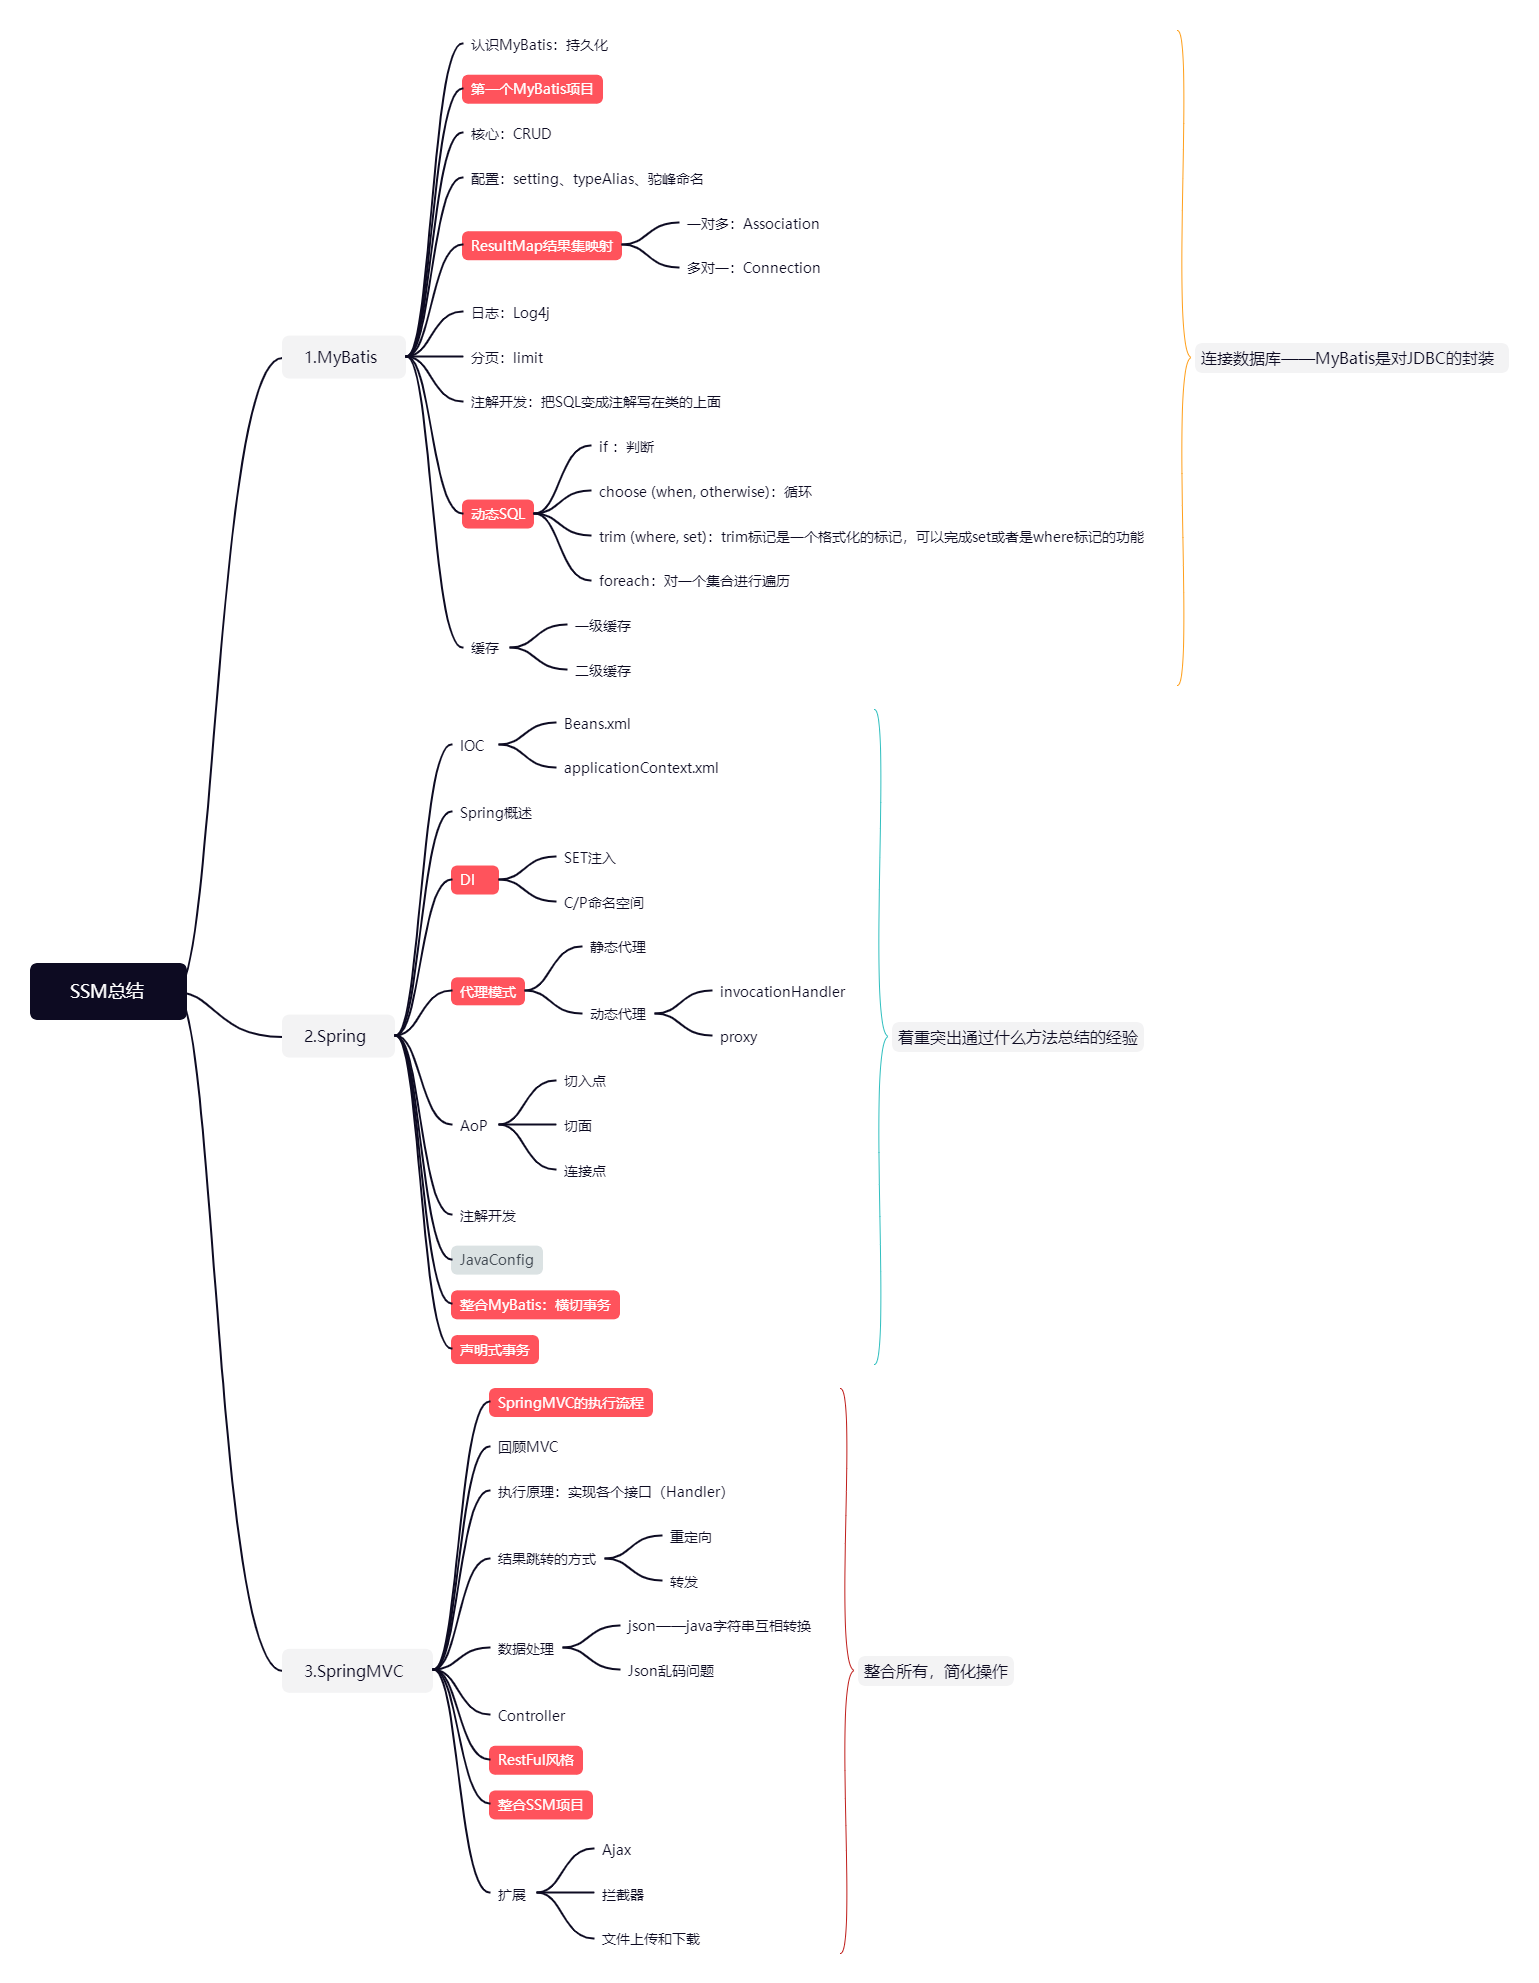 SSM总结
1.MyBatis
认识MyBatis：持久化
第一个MyBatis项目
核心：CRUD
配置：setting、typeAlias、驼峰命名
ResultMap结果集映射
一对多：Association
多对一：Connection
日志：Log4j
分页：limit
注解开发：把SQL变成注解写在类的上面
动态SQL
if ：判断
choose (when, otherwise)：循环
trim (where, set)：trim标记是一个格式化的标记，可以完成set或者是where标记的功能
foreach：对一个集合进行遍历
缓存
一级缓存
二级缓存
连接数据库——MyBatis是对JDBC的封装
2.Spring
IOC
Beans.xml
applicationContext.xml
Spring概述
DI
SET注入
C/P命名空间
代理模式
静态代理
动态代理
invocationHandler
proxy
AoP
切入点
切面
连接点
注解开发
JavaConfig
整合MyBatis：横切事务
声明式事务
着重突出通过什么方法总结的经验
3.SpringMVC
SpringMVC的执行流程
回顾MVC
执行原理：实现各个接口（Handler）
结果跳转的方式
重定向
转发
数据处理
json——java字符串互相转换
Json乱码问题
Controller
RestFul风格
整合SSM项目
扩展
Ajax
拦截器
文件上传和下载
整合所有，简化操作